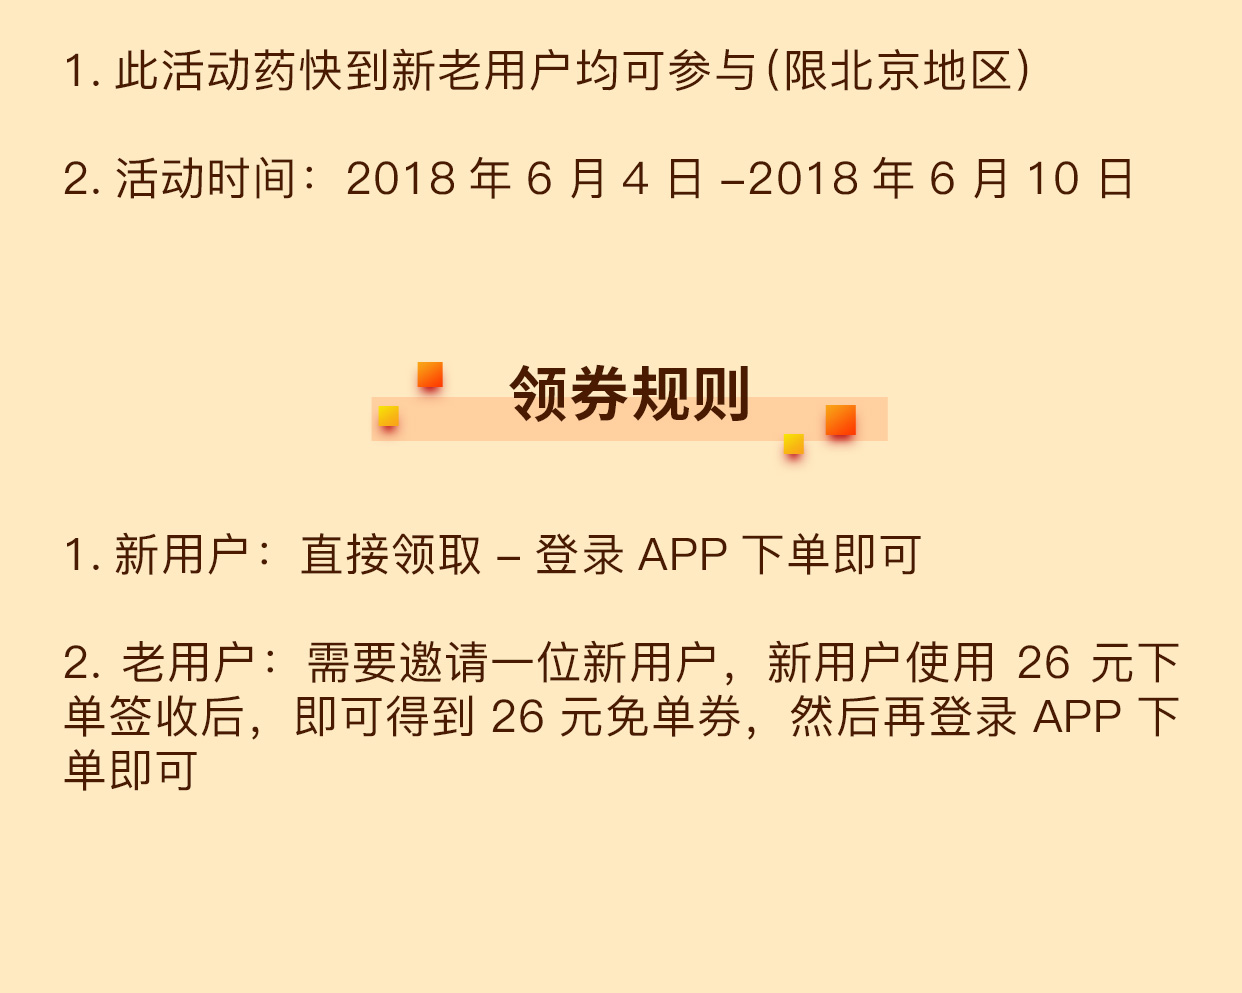 1. 此活动药快到新老用户均可参与(限北京地区)
2. 活动时间：2018 年 6 月 4 日 –2018 年 6 月 10 日
领券规则
1. 新用户：直接领取 – 登录 APP 下单即可
2. 老用户：需要邀请一位新用户，新用户使用 26 元下
单签收后，即可得到 26 元免单券，然后再登录 APP 下
单即可